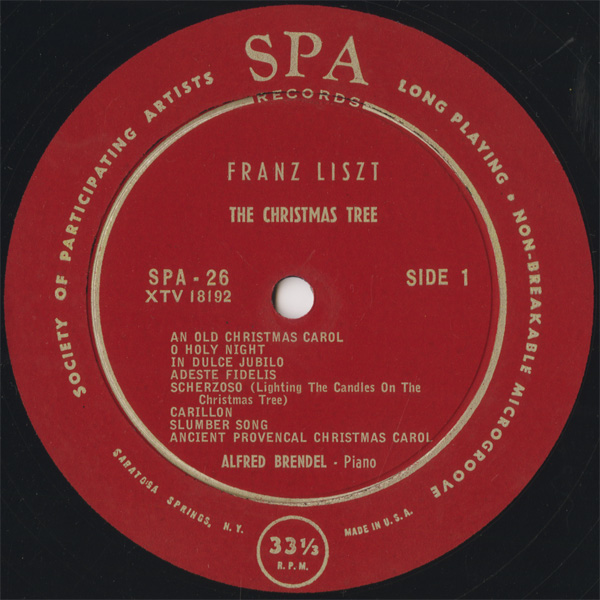 SPA
RECORDS
SOCIETY OF PARTICIPATING ARTISTS
LONG PLAYING • NON-BREAKABLE MICROGROOVE
FRANZ LISZT
THE CHRISTMAS TREE
SPA - 26
XTV 18192
SIDE 1
AN OLD CHRISTMAS CAROL
O HOLY NIGHT
IN DULCE JUBILO
ADESTE FIDELIS
SCHERZOSO (Lighting The Candles On The
Christmas Tree)
CARILLON
SLUMBER SONG
ANCIENT PROVENCAL CHRISTMAS CAROL
ALFRED BRENDEL - Piano
SARATOGA SPRINGS, N.Y.
MADE IN U.S.A.
33⅓
R.P.M.